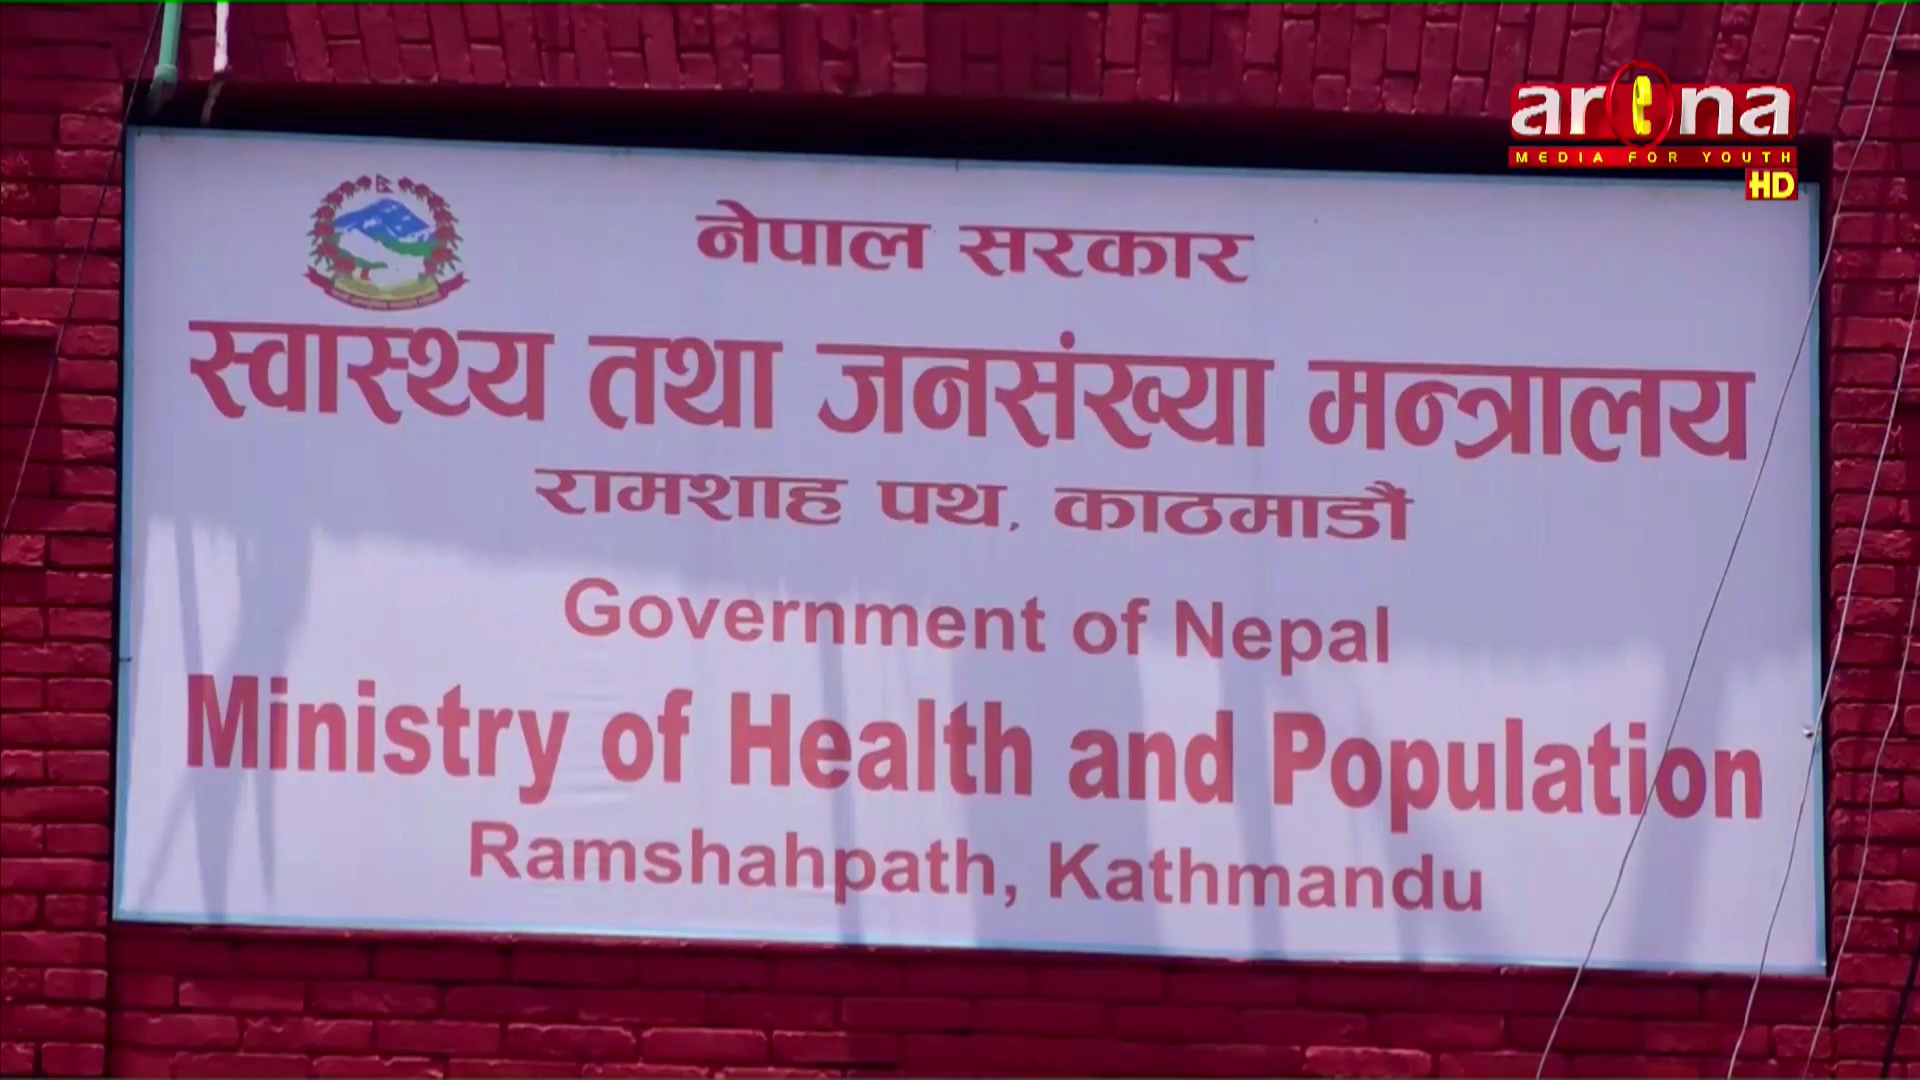 arena
MEDIA FOR YOUTH
HD
नेपाल सरकार
स्वास्थ्य तथा जनसंख्या मन्त्रालय
रामशाह पथ, काठमाडौं
Government of Nepal
Ministry of Health and Population
Ramshahpath, Kathmandu